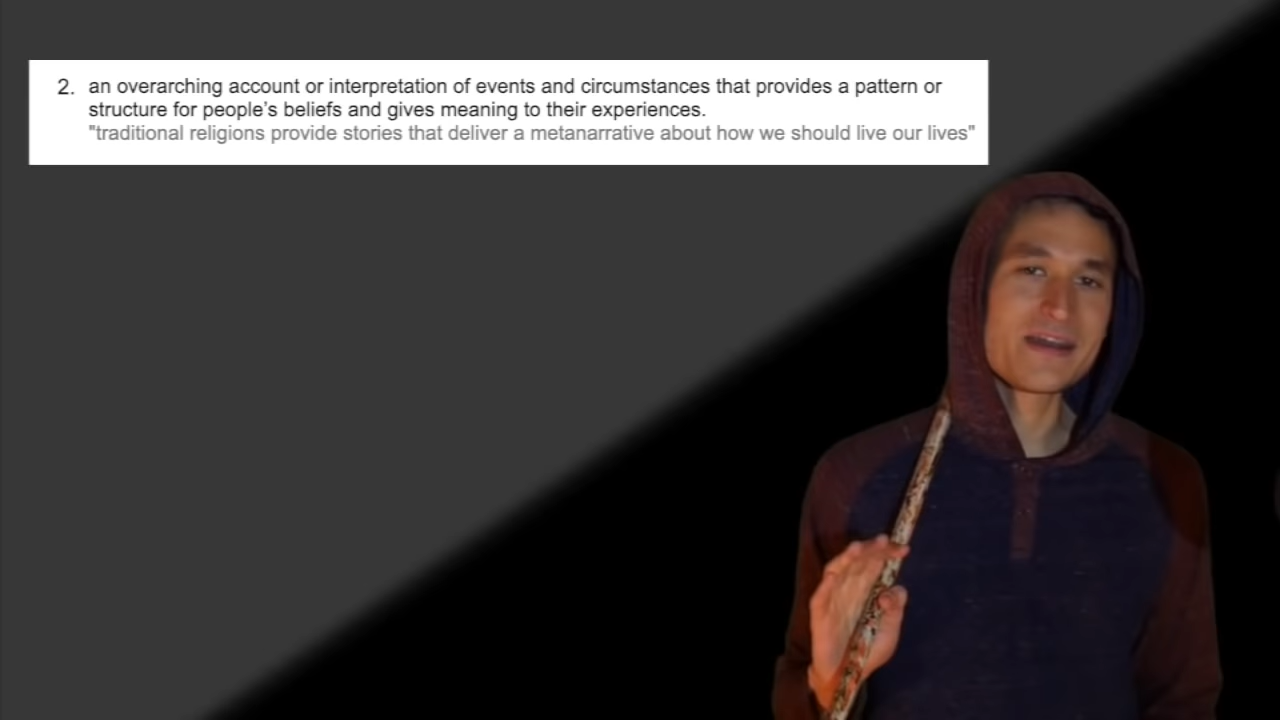 2. an overarching account or interpretation of events and circumstances that provides a pattern or
structure for people’s beliefs and gives meaning to their experiences.
"traditional religions provide stories that deliver a metanarrative about how we should live our lives"